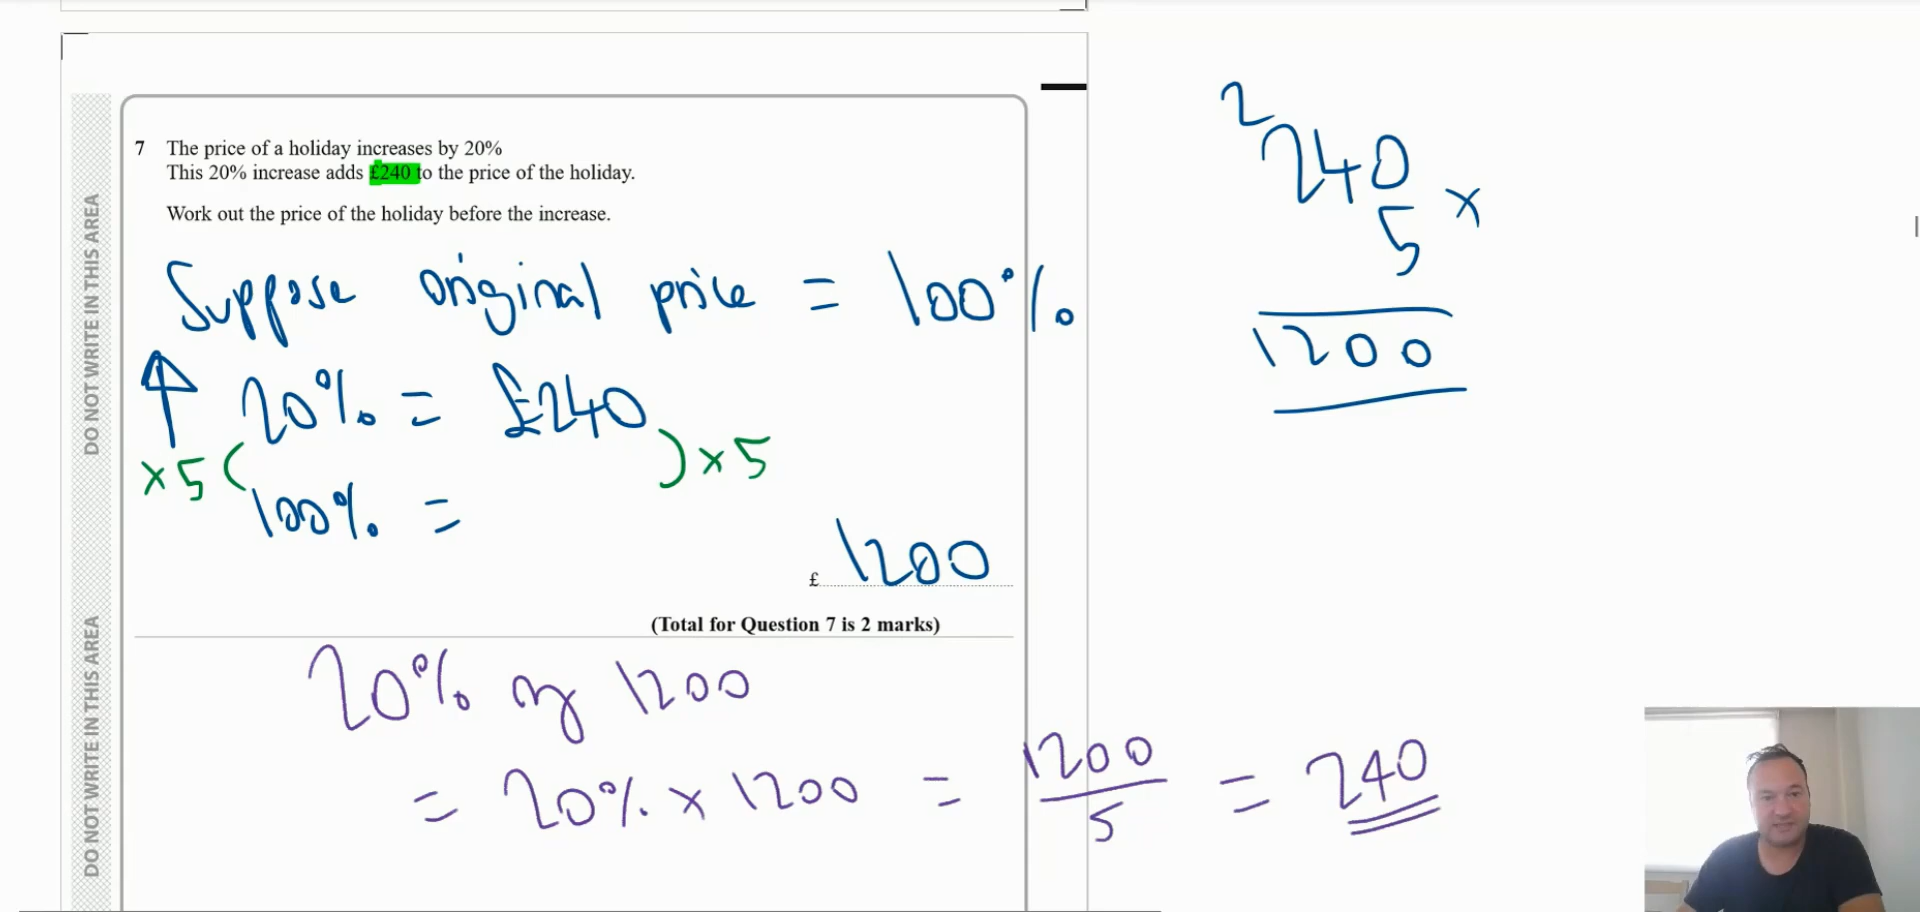 7 The price of a holiday increases by 20%
This 20% increase adds £240 to the price of the holiday.
Work out the price of the holiday before the increase.
Suppose original price = 100%
20% = £240
×5 ( ) ×5
100% =
£ 1200
(Total for Question 7 is 2 marks)
20% of 1200
= 20% × 1200 = 1200/5 = 240
2
240
5 ×
1200
DO NOT WRITE IN THIS AREA
DO NOT WRITE IN THIS AREA